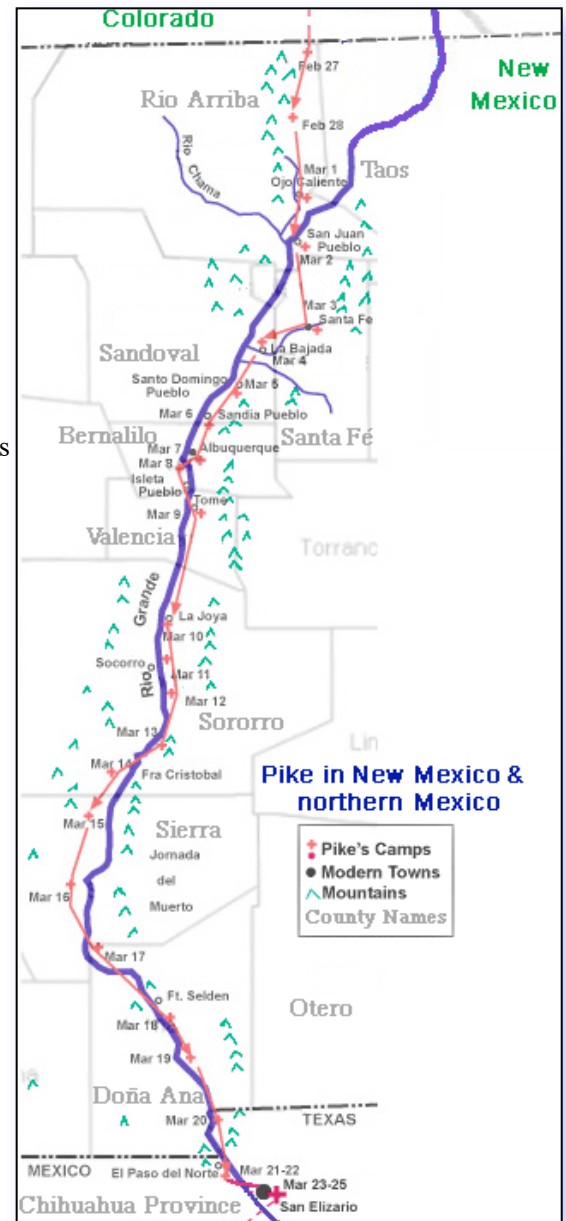 Colorado
New
Mexico
Feb 27
Rio Arriba
Feb 28
Rio
Chama
Mar 1
Ojo Caliente
Taos
San Juan
Pueblo
Mar 2
Mar 3
Santa Fe
La Bajada
Mar 4
Sandoval
Santo Domingo
Pueblo
Mar 5
Mar 6
Sandia Pueblo
s
Bernalilo
Santa Fé
Mar 7
Albuquerque
Mar 8
Isleta
Pueblo
Tome
Mar 9
Valencia
Torranc
Rio Grande
La Joya
Mar 10
Socorro
Mar 11
Mar 12
Sororro
Mar 13
Lin
Mar 14
Fra Cristobal
Pike in New Mexico &
northern Mexico
Mar 15
Sierra
Jornada
del
Muerto
Pike's Camps
Modern Towns
Mountains
County Names
Mar 16
Mar 17
Ft. Selden
Otero
Mar 18
Mar 19
Doña Ana
Mar 20
TEXAS
MEXICO
El Paso del Norte
Mar 21-22
Mar 23-25
San Elizario
Chihuahua Province